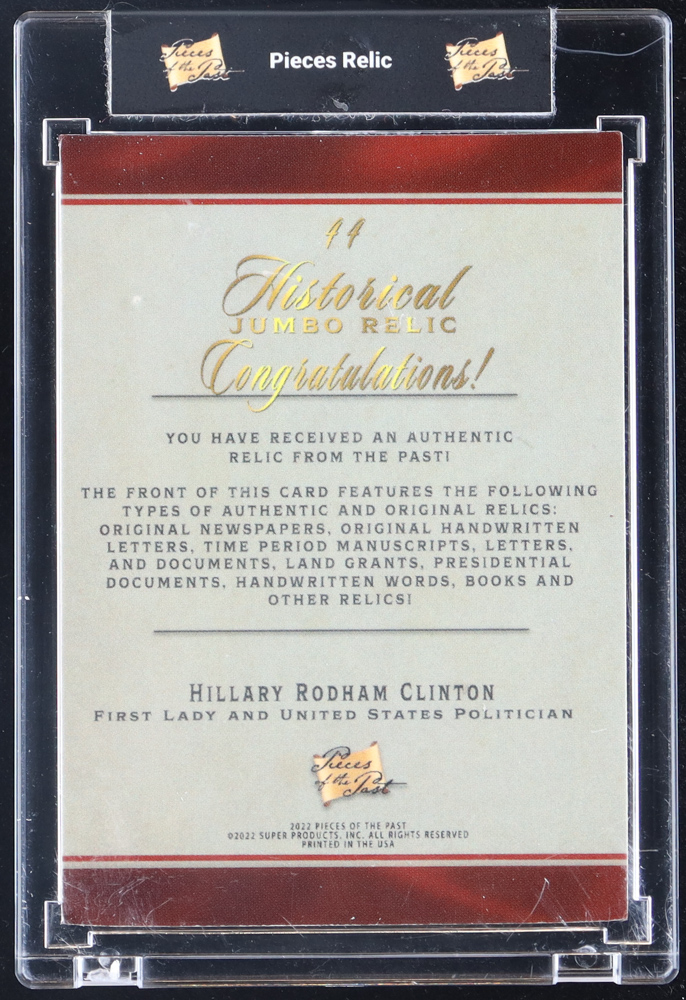 Pieces of the Past
Pieces Relic
Pieces of the Past
44
Historical
JUMBO RELIC
Congratulations!
YOU HAVE RECEIVED AN AUTHENTIC
RELIC FROM THE PAST!
THE FRONT OF THIS CARD FEATURES THE FOLLOWING
TYPES OF AUTHENTIC AND ORIGINAL RELICS:
ORIGINAL NEWSPAPERS, ORIGINAL HANDWRITTEN
LETTERS, TIME PERIOD MANUSCRIPTS, LETTERS,
AND DOCUMENTS, LAND GRANTS, PRESIDENTIAL
DOCUMENTS, HANDWRITTEN WORDS, BOOKS AND
OTHER RELICS!
HILLARY RODHAM CLINTON
FIRST LADY AND UNITED STATES POLITICIAN
Pieces of the Past
2022 PIECES OF THE PAST
©2022 SUPER PRODUCTS, INC. ALL RIGHTS RESERVED
PRINTED IN THE USA